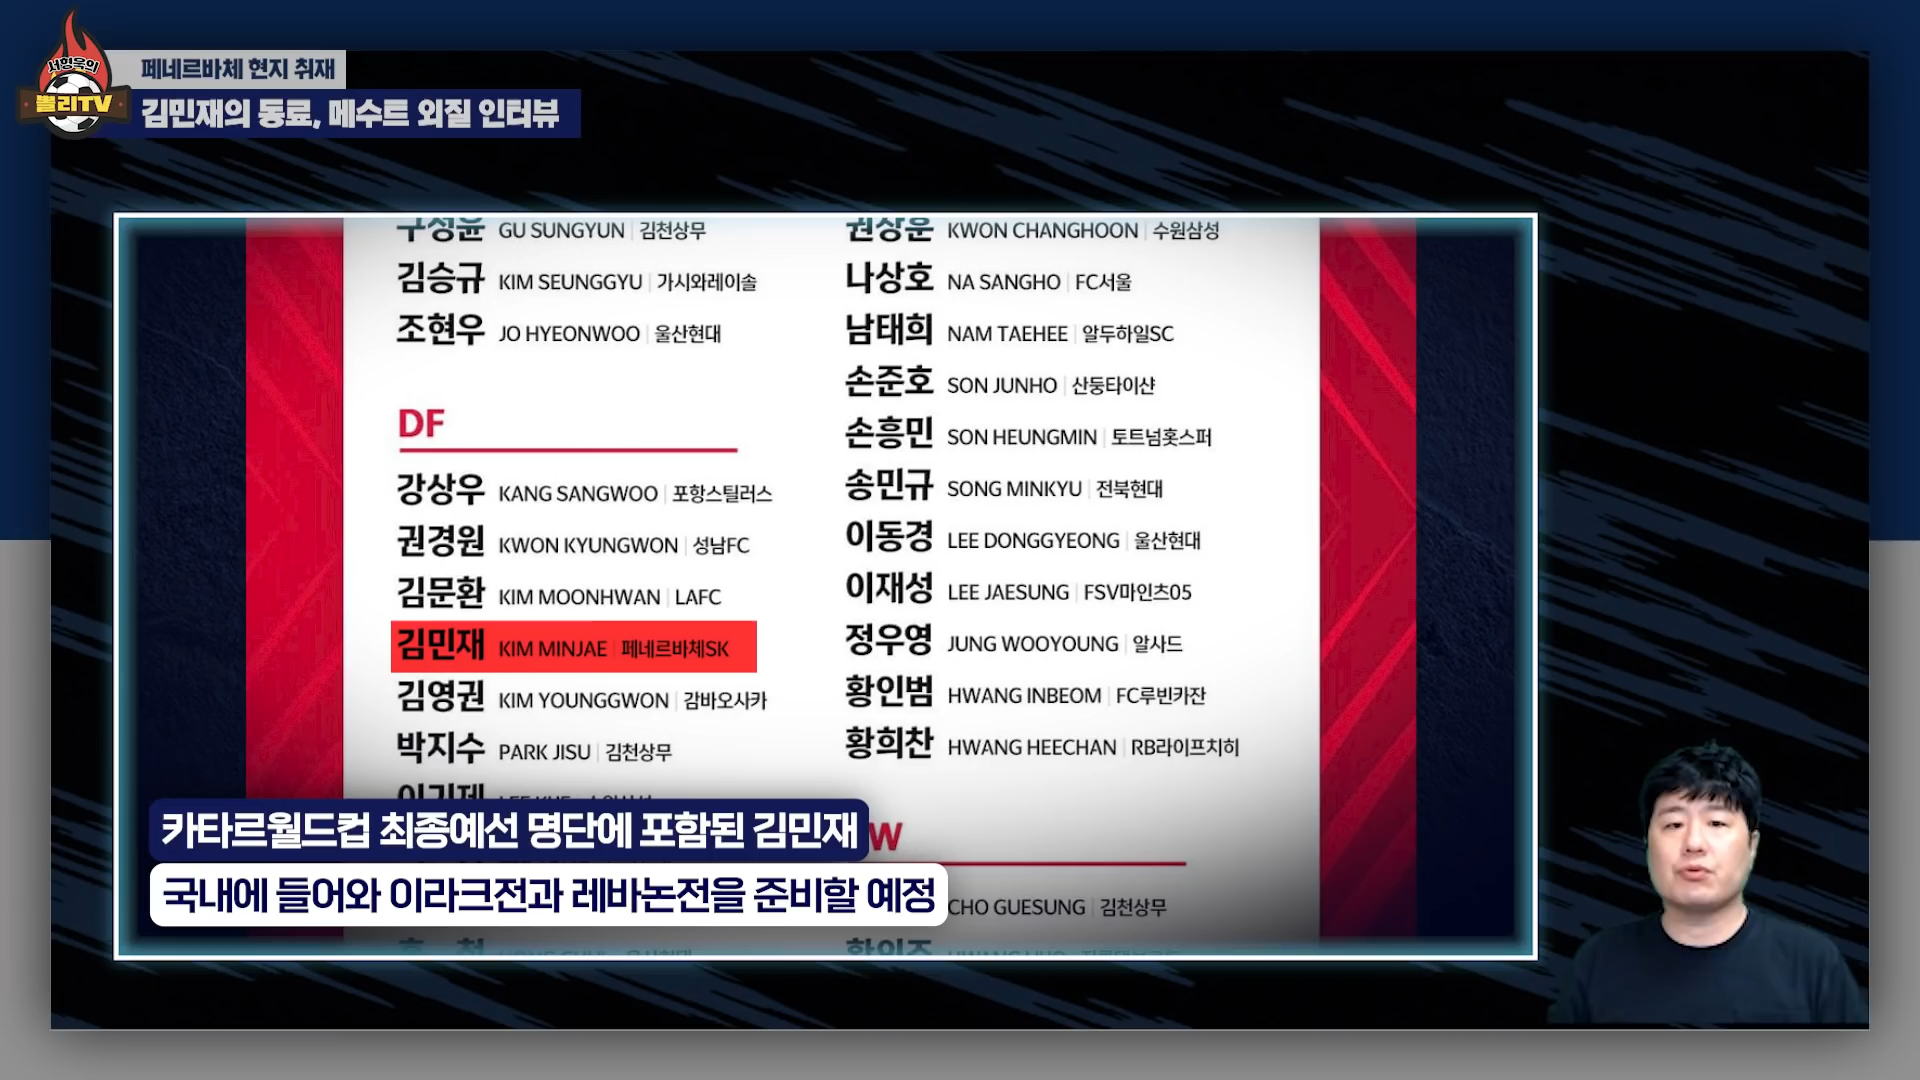 서형욱의
뽈리TV
페네르바체 현지 취재
김민재의 동료, 메수트 외질 인터뷰
구성윤 GU SUNGYUN 김천상무
김승규 KIM SEUNGGYU 가시와레이솔
조현우 JO HYEONWOO 울산현대
DF
강상우 KANG SANGWOO 포항스틸러스
권경원 KWON KYUNGWON 성남FC
김문환 KIM MOONHWAN LAFC
김민재 KIM MINJAE 페네르바체SK
김영권 KIM YOUNGGWON 감바오사카
박지수 PARK JISU 김천상무
권창훈 KWON CHANGHOON 수원삼성
나상호 NA SANGHO FC서울
남태희 NAM TAEHEE 알두하일SC
손준호 SON JUNHO 산둥타이샨
손흥민 SON HEUNGMIN 토트넘홋스퍼
송민규 SONG MINKYU 전북현대
이동경 LEE DONGGYEONG 울산현대
이재성 LEE JAESUNG FSV마인츠05
정우영 JUNG WOOYOUNG 알사드
황인범 HWANG INBEOM FC루빈카잔
황희찬 HWANG HEECHAN RB라이프치히
W
CHO GUESUNG 김천상무
카타르월드컵 최종예선 명단에 포함된 김민재
국내에 들어와 이라크전과 레바논전을 준비할 예정